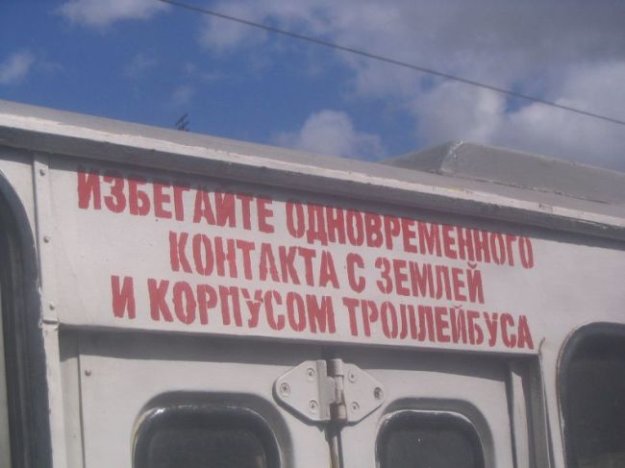 ИЗБЕГАЙТЕ ОДНОВРЕМЕННОГО
КОНТАКТА С ЗЕМЛЕЙ
И КОРПУСОМ ТРОЛЛЕЙБУСА